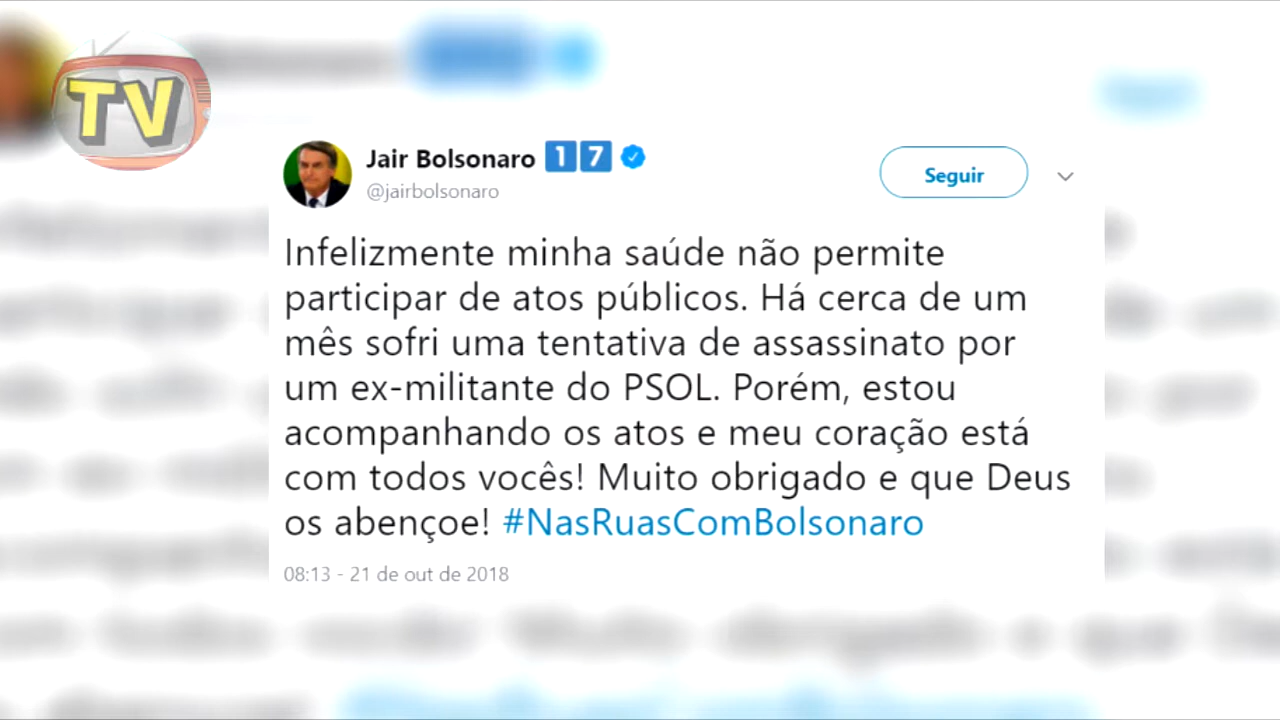 TV
Jair Bolsonaro 1️⃣7️⃣
@jairbolsonaro
Seguir
Infelizmente minha saúde não permite
participar de atos públicos. Há cerca de um
mês sofri uma tentativa de assassinato por
um ex-militante do PSOL. Porém, estou
acompanhando os atos e meu coração está
com todos vocês! Muito obrigado e que Deus
os abençoe! #NasRuasComBolsonaro
08:13 - 21 de out de 2018